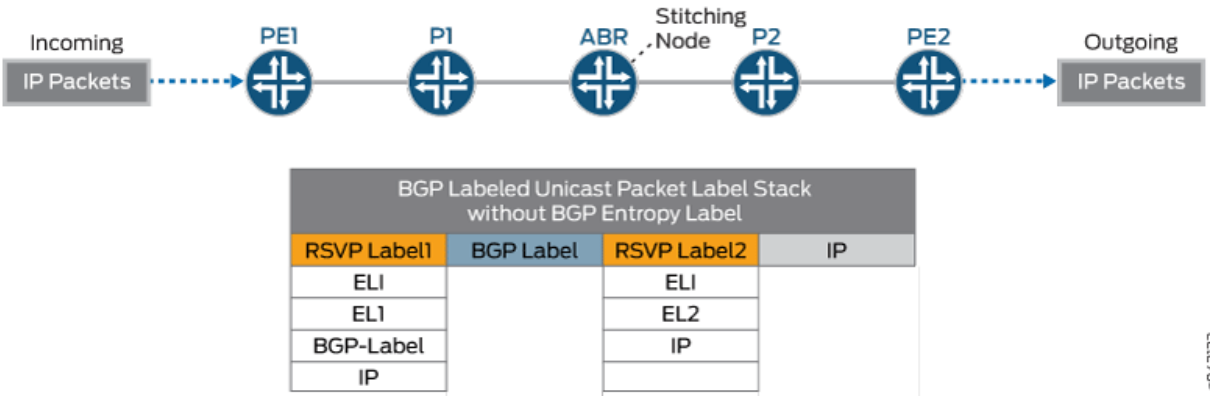 Stitching
Node
PE1
P1
ABR
P2
PE2
Incoming
IP Packets
Outgoing
IP Packets
BGP Labeled Unicast Packet Label Stack
without BGP Entropy Label
RSVP Label1 BGP Label RSVP Label2 IP
ELI ELI
EL1 EL2
BGP-Label IP
IP